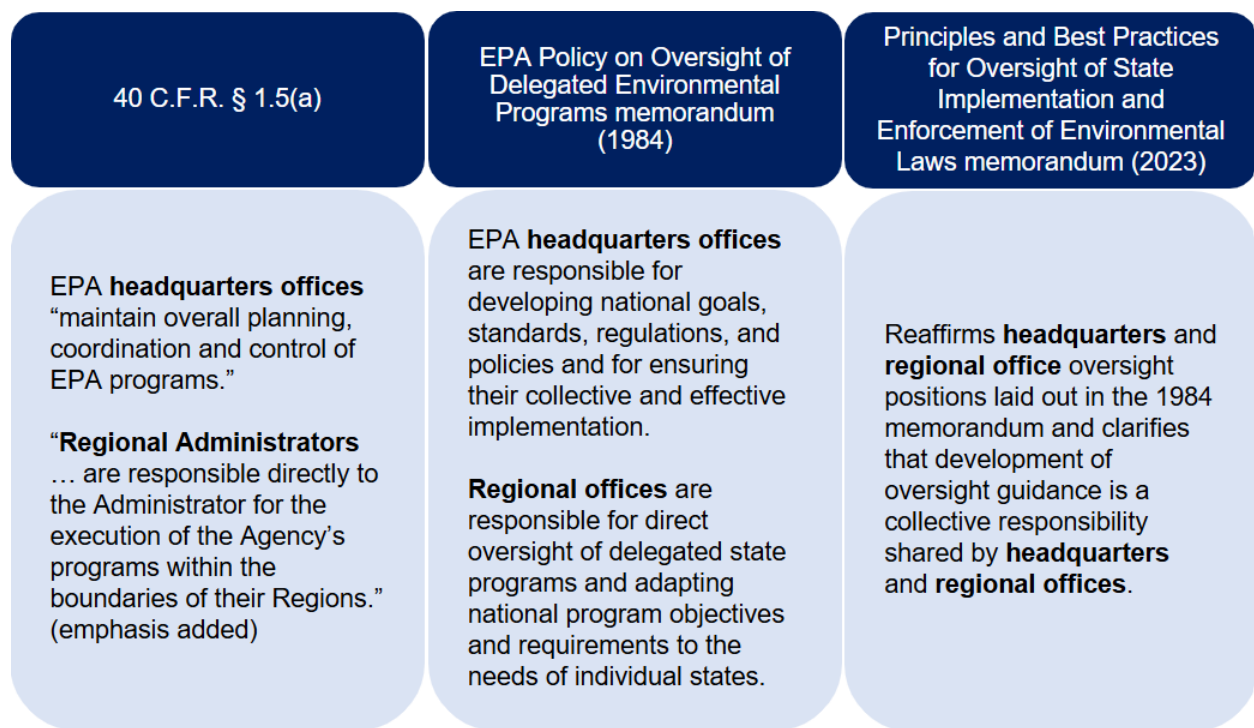 40 C.F.R. § 1.5(a)
EPA headquarters offices
“maintain overall planning,
coordination and control of
EPA programs.”
“Regional Administrators
… are responsible directly to
the Administrator for the
execution of the Agency’s
programs within the
boundaries of their Regions.”
(emphasis added)
EPA Policy on Oversight of
Delegated Environmental
Programs memorandum
(1984)
EPA headquarters offices
are responsible for
developing national goals,
standards, regulations, and
policies and for ensuring
their collective and effective
implementation.
Regional offices are
responsible for direct
oversight of delegated state
programs and adapting
national program objectives
and requirements to the
needs of individual states.
Principles and Best Practices
for Oversight of State
Implementation and
Enforcement of Environmental
Laws memorandum (2023)
Reaffirms headquarters and
regional office oversight
positions laid out in the 1984
memorandum and clarifies
that development of
oversight guidance is a
collective responsibility
shared by headquarters
and regional offices.